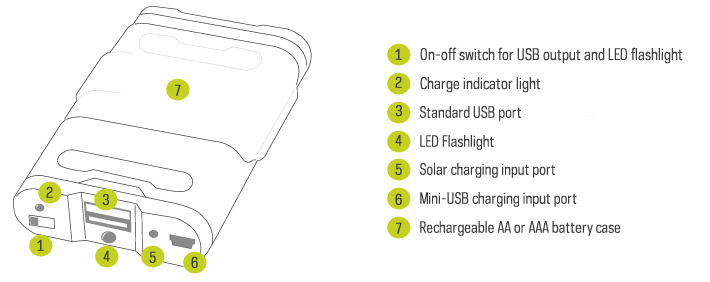 7
2
3
1
4
5
6
1 On-off switch for USB output and LED flashlight
2 Charge indicator light
3 Standard USB port
4 LED Flashlight
5 Solar charging input port
6 Mini-USB charging input port
7 Rechargeable AA or AAA battery case